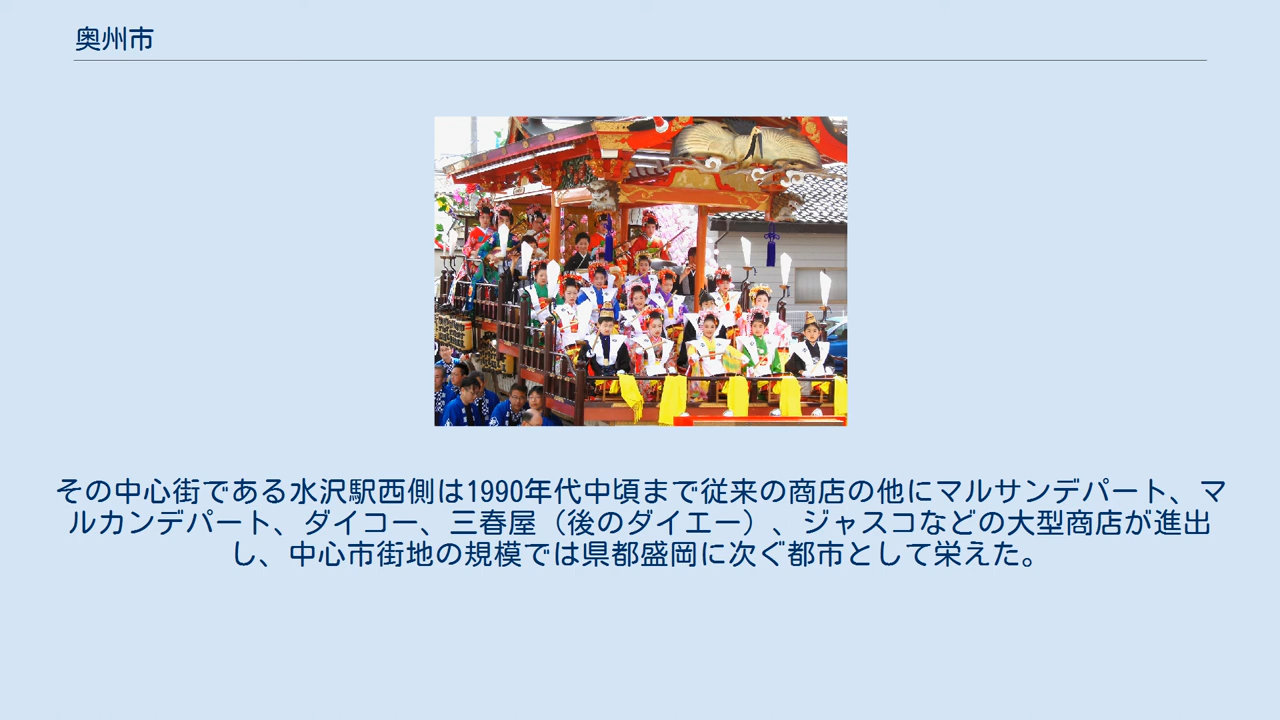 奥州市
その中心街である水沢駅西側は1990年代中頃まで従来の商店の他にマルサンデパート、マ
ルカンデパート、ダイコー、三春屋（後のダイエー）、ジャスコなどの大型商店が進出
し、中心市街地の規模では県都盛岡に次ぐ都市として栄えた。